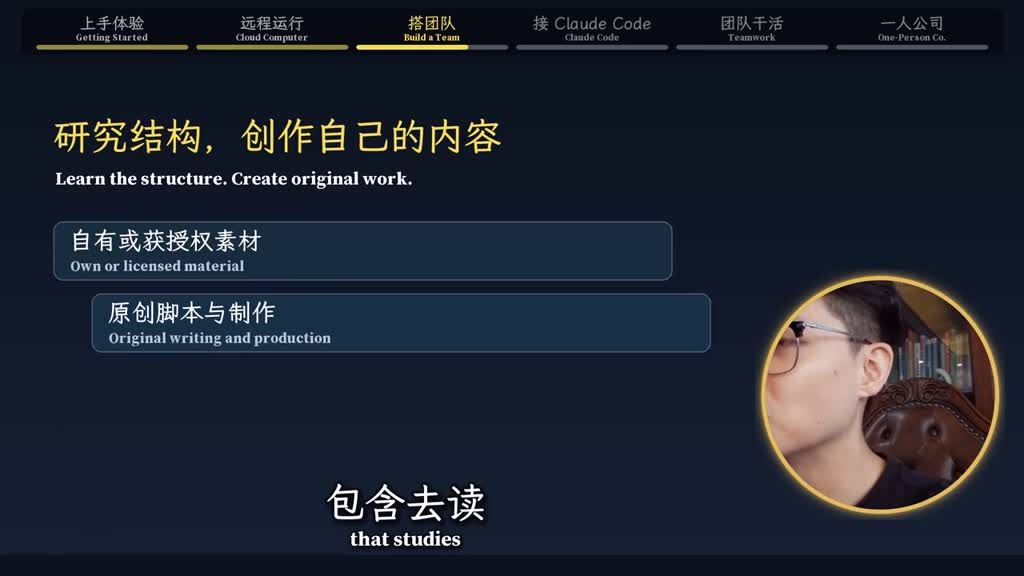 上手体验
Getting Started
远程运行
Cloud Computer
搭团队
Build a Team
接 Claude Code
Claude Code
团队干活
Teamwork
一人公司
One-Person Co.
研究结构，创作自己的内容
Learn the structure. Create original work.
自有或获授权素材
Own or licensed material
原创脚本与制作
Original writing and production
包含去读
that studies